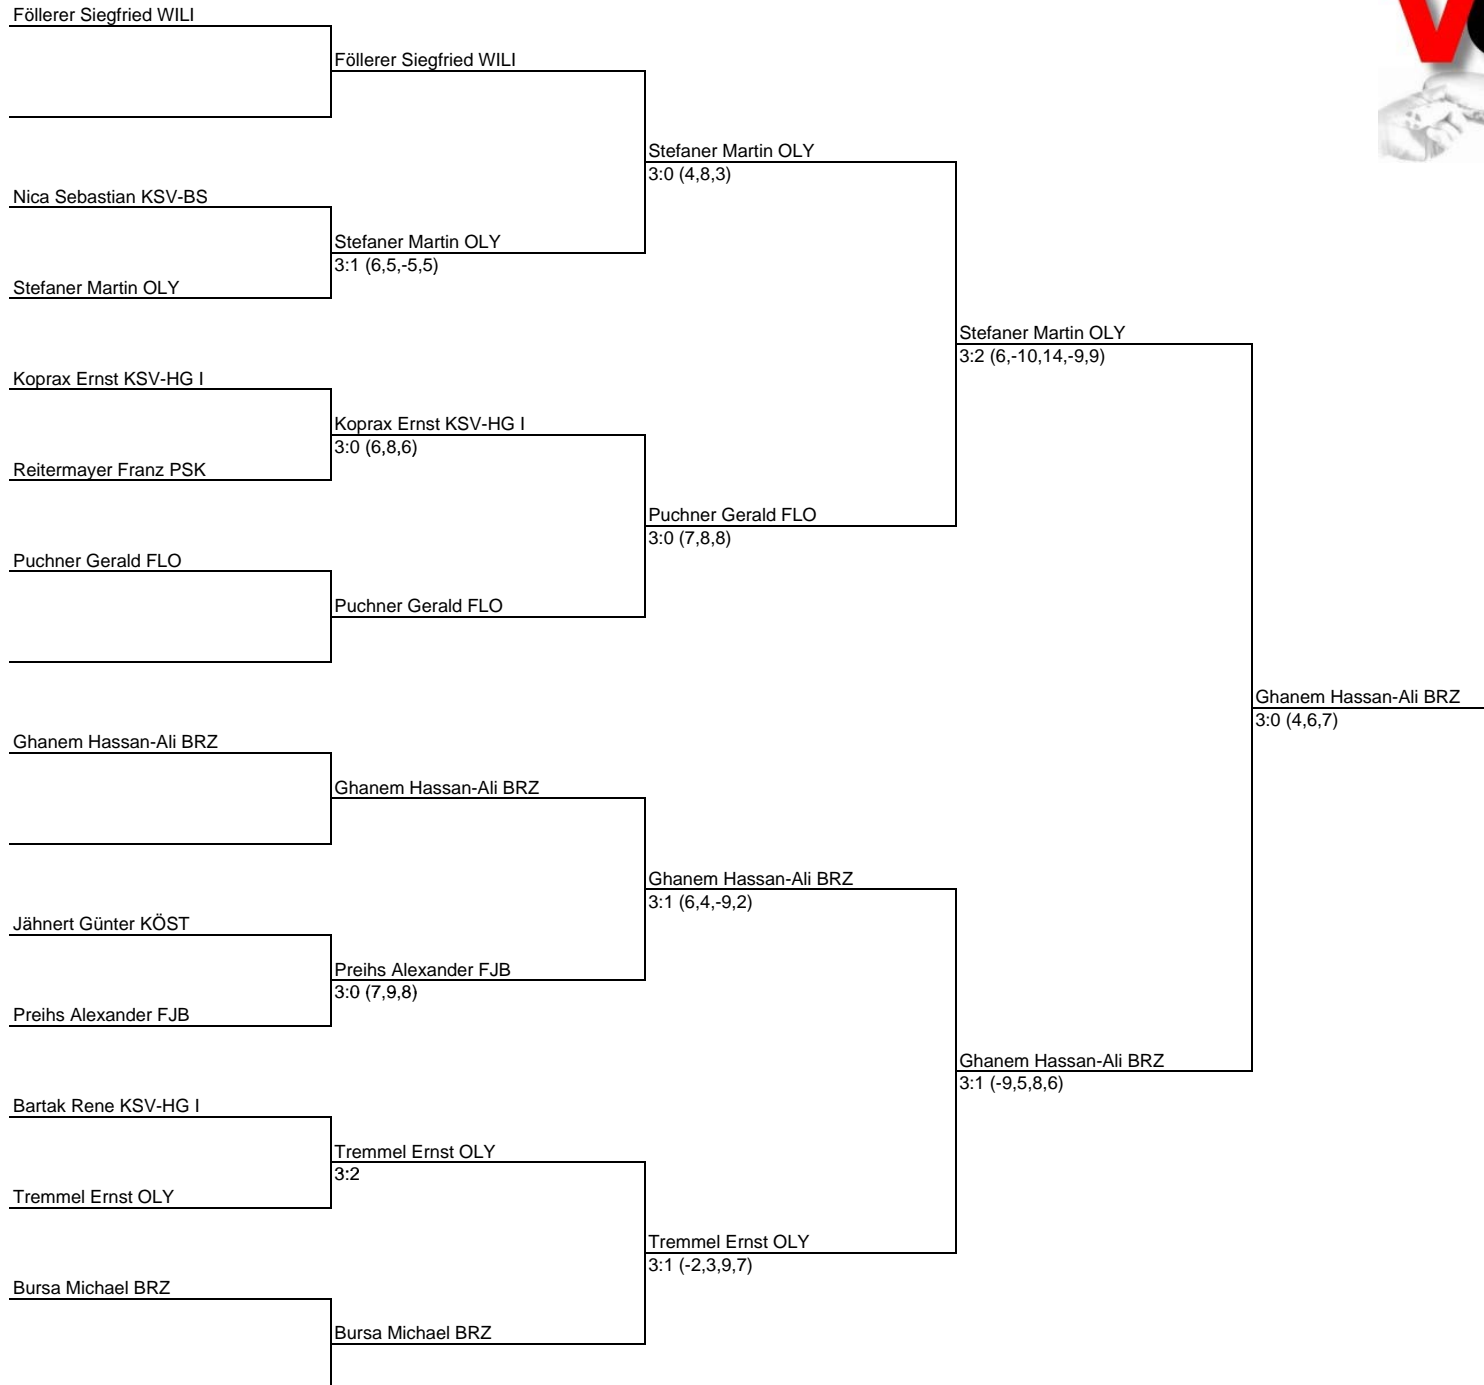 Föllerer Siegfried WILI
Föllerer Siegfried WILI
Stefaner Martin OLY
3:0 (4,8,3)
Nica Sebastian KSV-BS
Stefaner Martin OLY
3:1 (6,5,-5,5)
Stefaner Martin OLY
Stefaner Martin OLY
3:2 (6,-10,14,-9,9)
Koprax Ernst KSV-HG I
Koprax Ernst KSV-HG I
3:0 (6,8,6)
Reitermayer Franz PSK
Puchner Gerald FLO
3:0 (7,8,8)
Puchner Gerald FLO
Puchner Gerald FLO
Ghanem Hassan-Ali BRZ
3:0 (4,6,7)
Ghanem Hassan-Ali BRZ
Ghanem Hassan-Ali BRZ
Ghanem Hassan-Ali BRZ
3:1 (6,4,-9,2)
Jähnert Günter KÖST
Preihs Alexander FJB
3:0 (7,9,8)
Preihs Alexander FJB
Ghanem Hassan-Ali BRZ
3:1 (-9,5,8,6)
Bartak Rene KSV-HG I
Tremmel Ernst OLY
3:2
Tremmel Ernst OLY
Tremmel Ernst OLY
3:1 (-2,3,9,7)
Bursa Michael BRZ
Bursa Michael BRZ